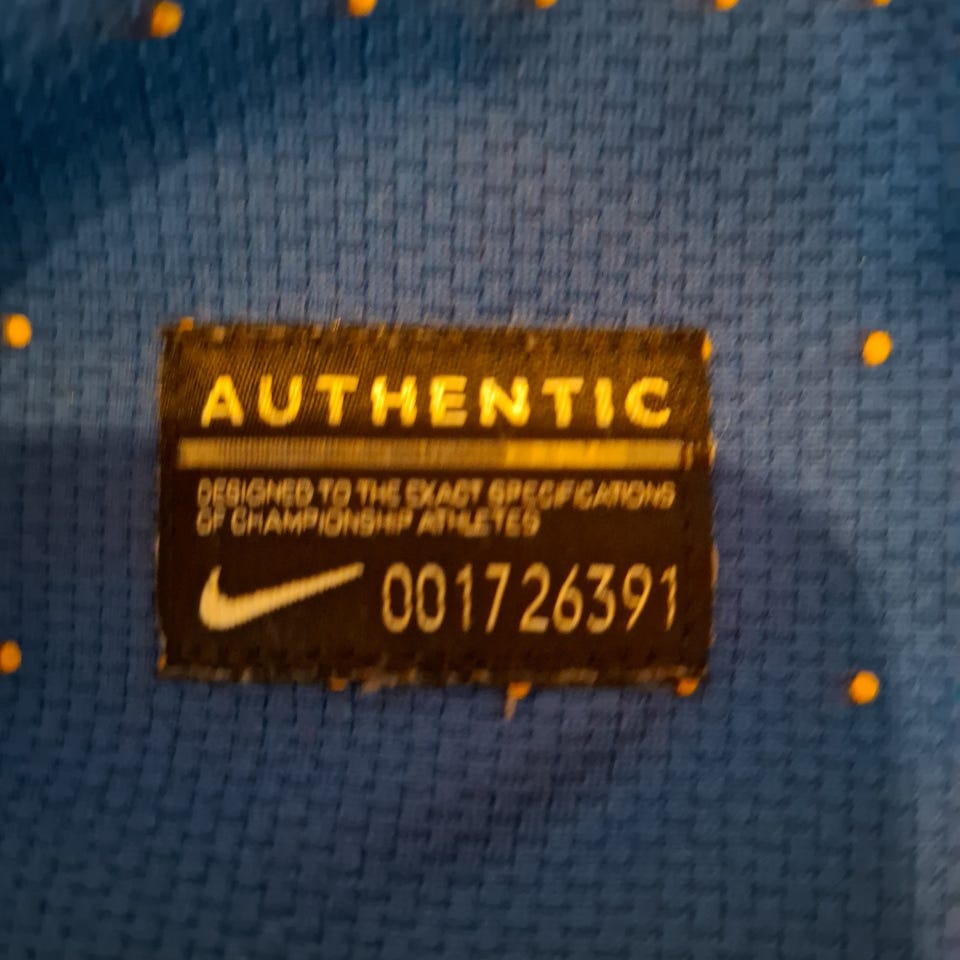 AUTHENTIC
DESIGNED TO THE EXACT SPECIFICATIONS
OF CHAMPIONSHIP ATHLETES
001726391